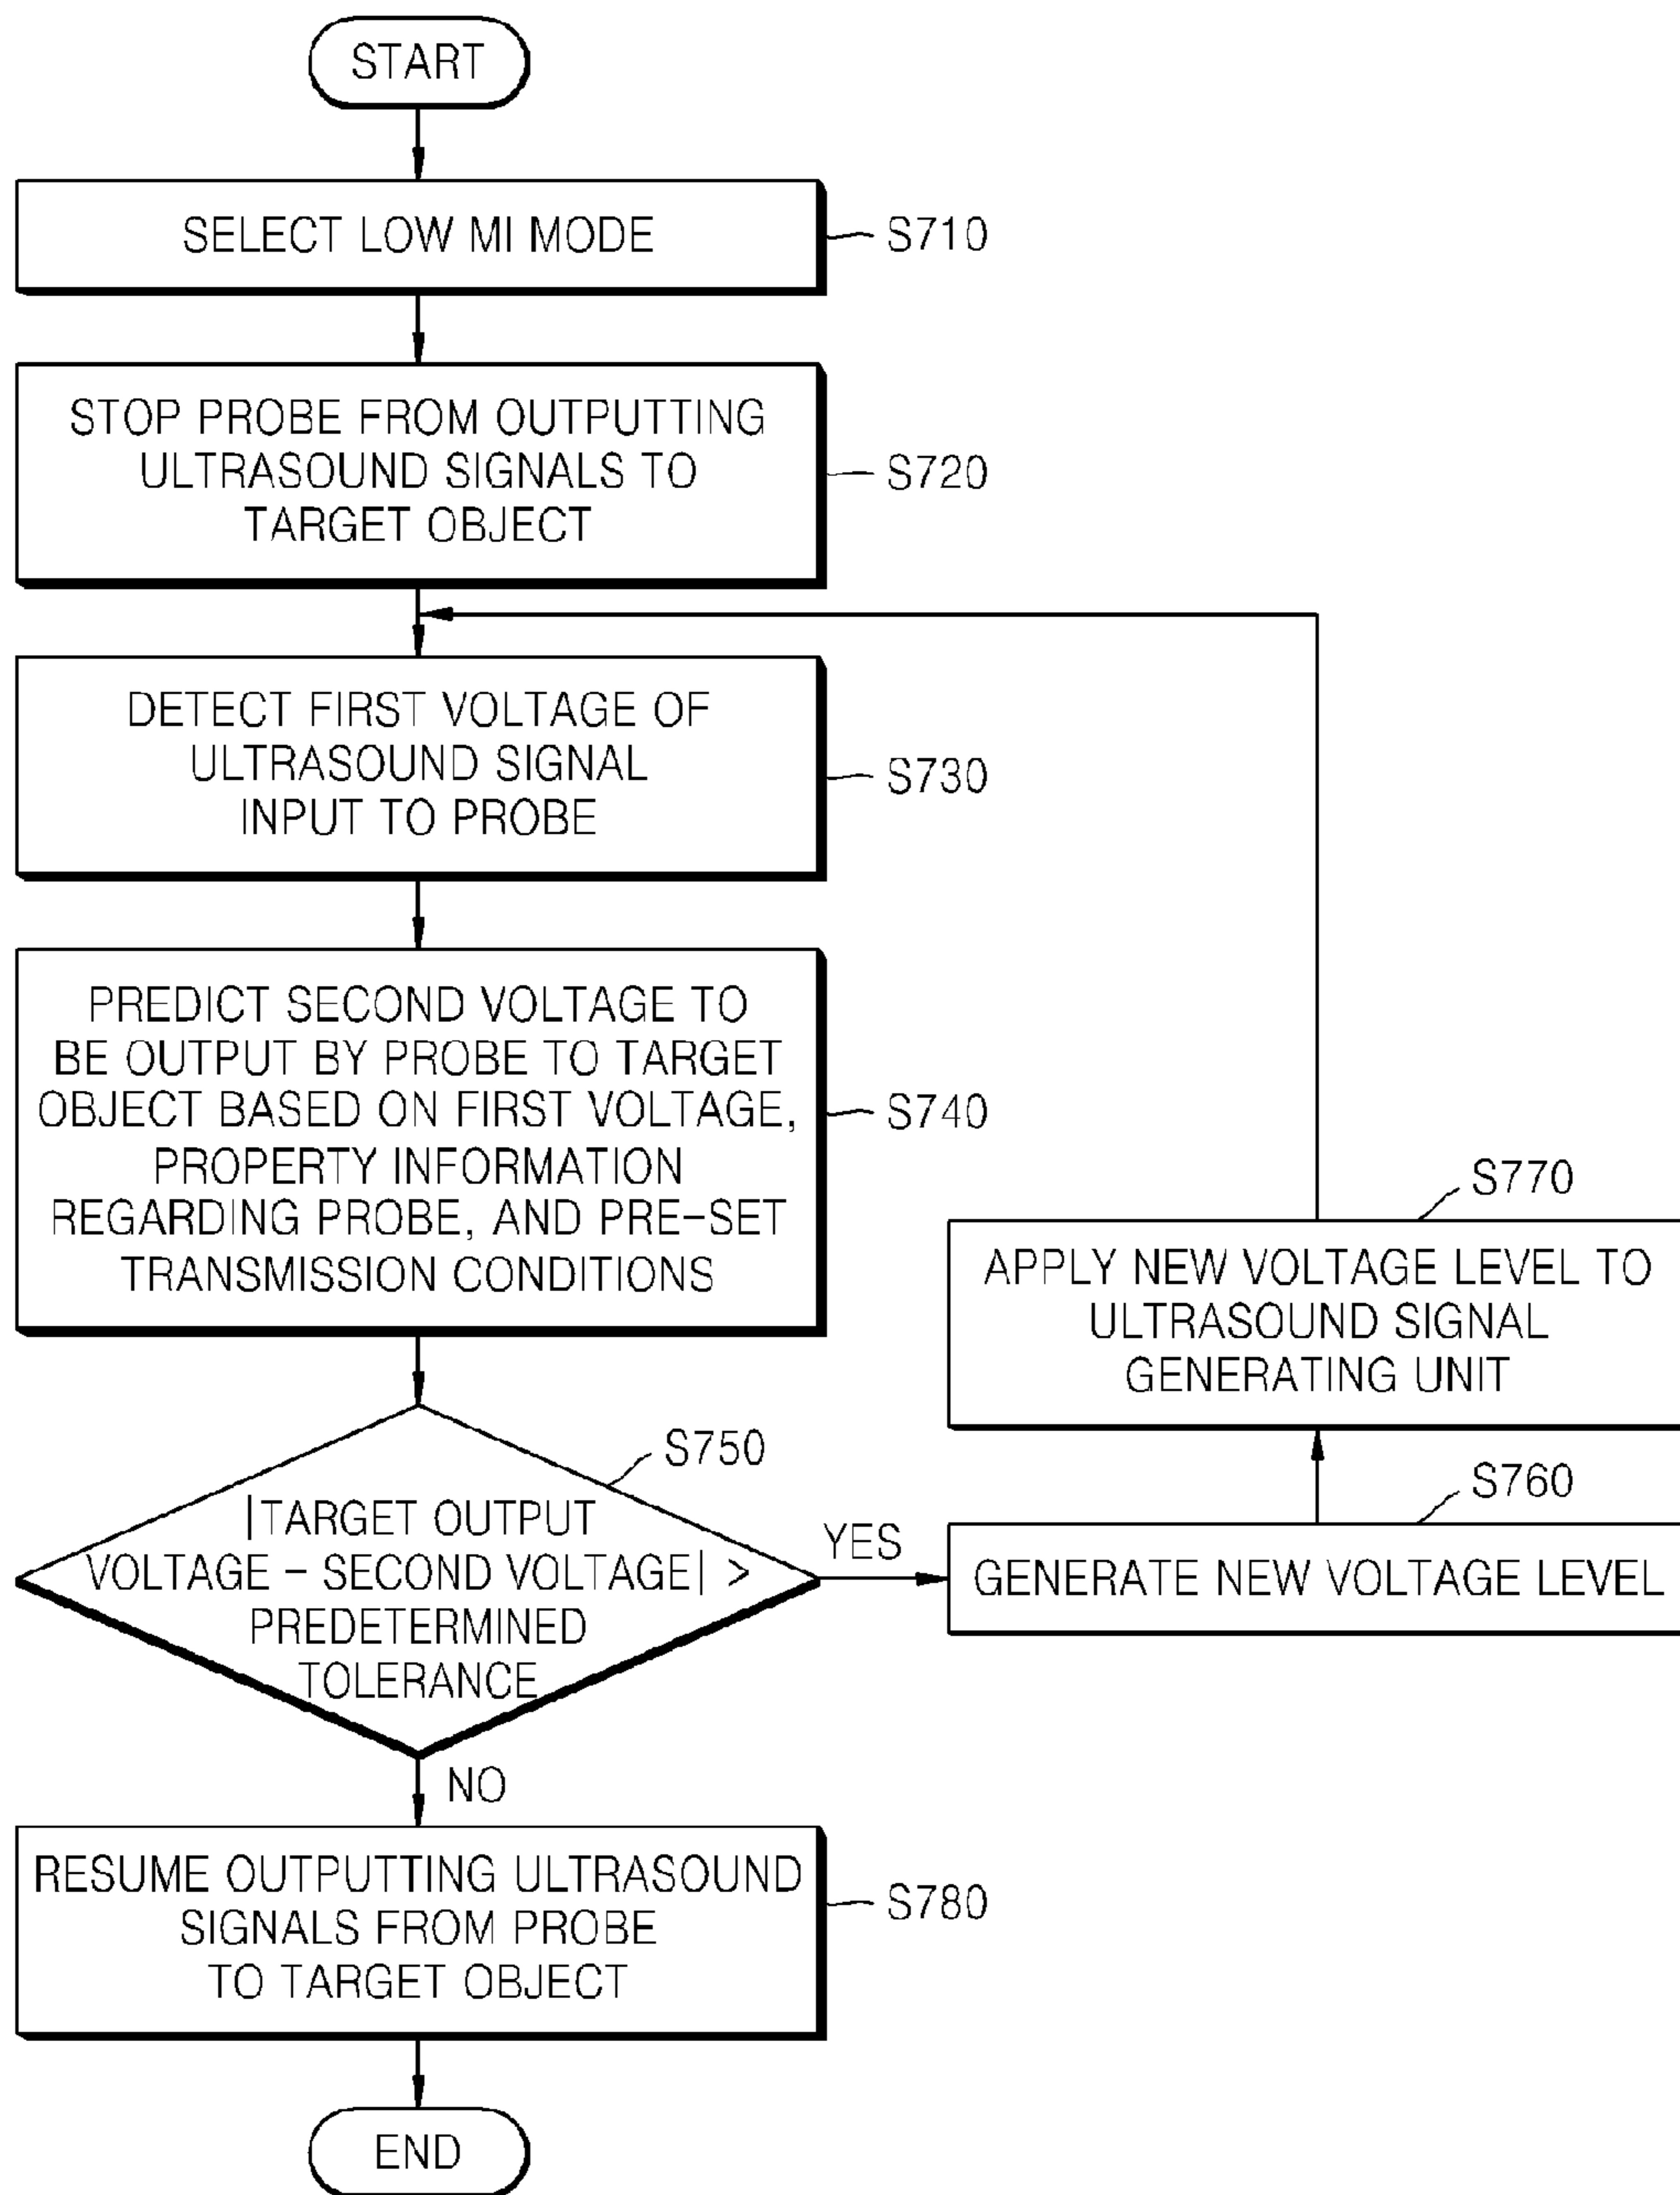 START
SELECT LOW MI MODE
S710
STOP PROBE FROM OUTPUTTING
ULTRASOUND SIGNALS TO
TARGET OBJECT
S720
DETECT FIRST VOLTAGE OF
ULTRASOUND SIGNAL
INPUT TO PROBE
S730
PREDICT SECOND VOLTAGE TO
BE OUTPUT BY PROBE TO TARGET
OBJECT BASED ON FIRST VOLTAGE,
PROPERTY INFORMATION
REGARDING PROBE, AND PRE-SET
TRANSMISSION CONDITIONS
S740
S750
|TARGET OUTPUT
VOLTAGE - SECOND VOLTAGE| >
PREDETERMINED
TOLERANCE
YES
S760
GENERATE NEW VOLTAGE LEVEL
S770
APPLY NEW VOLTAGE LEVEL TO
ULTRASOUND SIGNAL
GENERATING UNIT
NO
RESUME OUTPUTTING ULTRASOUND
SIGNALS FROM PROBE
TO TARGET OBJECT
S780
END